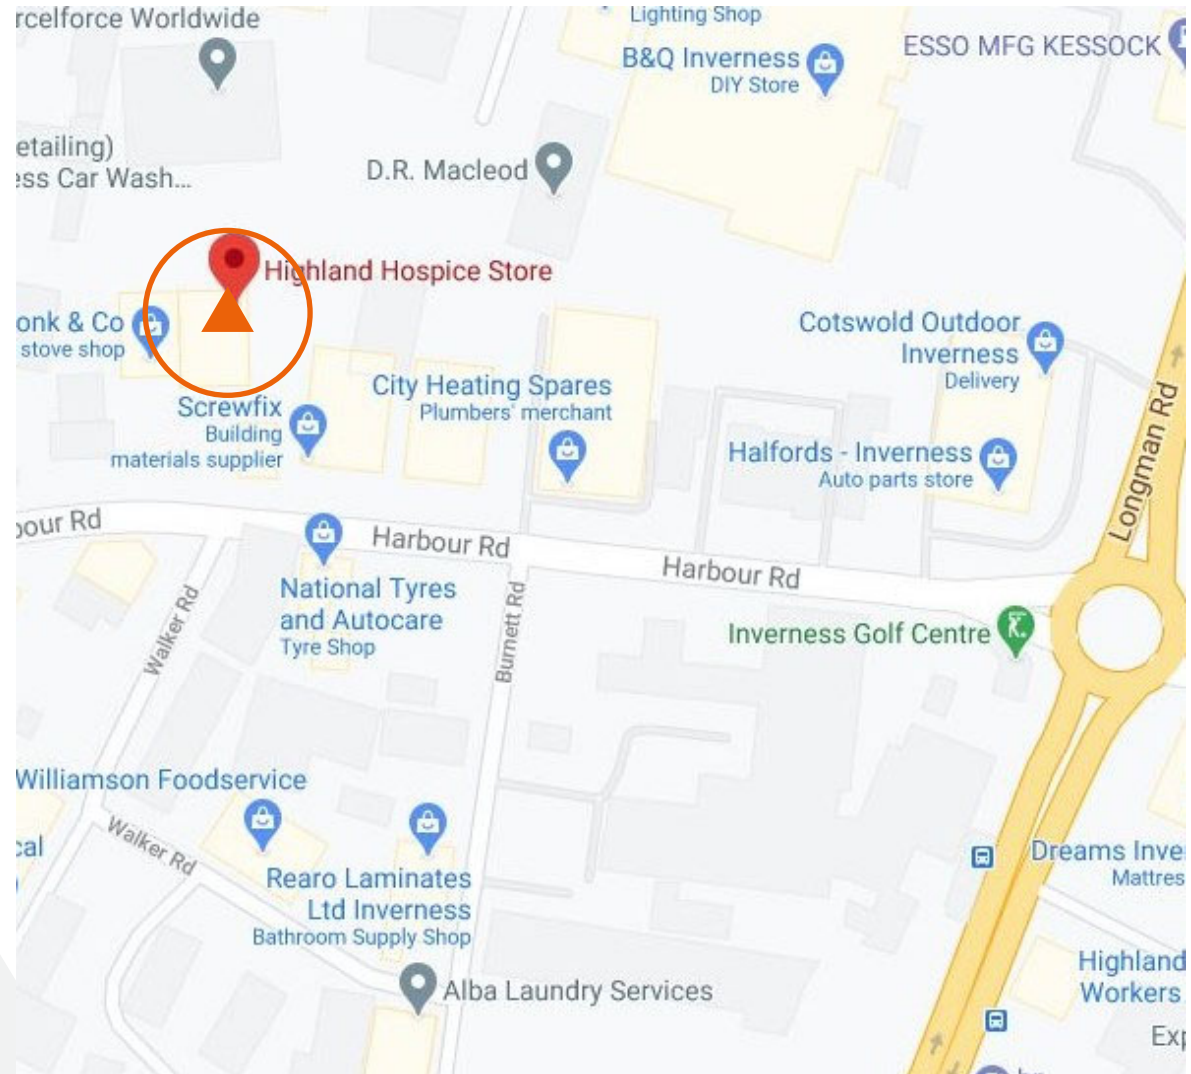 rcelforce Worldwide
Lighting Shop
B&Q Inverness
DIY Store
ESSO MFG KESSOCK
etailing)
ess Car Wash...
D.R. Macleod
Highland Hospice Store
onk & Co
stove shop
Cotswold Outdoor
Inverness
Delivery
City Heating Spares
Plumbers' merchant
Screwfix
Building
materials supplier
Halfords - Inverness
Auto parts store
Longman Rd
bour Rd
Harbour Rd
Harbour Rd
National Tyres
and Autocare
Tyre Shop
Walker Rd
Burnett Rd
Inverness Golf Centre
Williamson Foodservice
Walker Rd
cal
Rearo Laminates
Ltd Inverness
Bathroom Supply Shop
Dreams Inve
Mattres
Alba Laundry Services
Highland
Workers
Exp